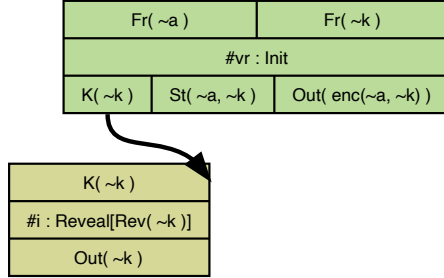 Fr( ~a ) Fr( ~k )
#vr : Init
K( ~k ) St( ~a, ~k ) Out( enc(~a, ~k) )
K( ~k )
#i : Reveal[Rev( ~k )]
Out( ~k )